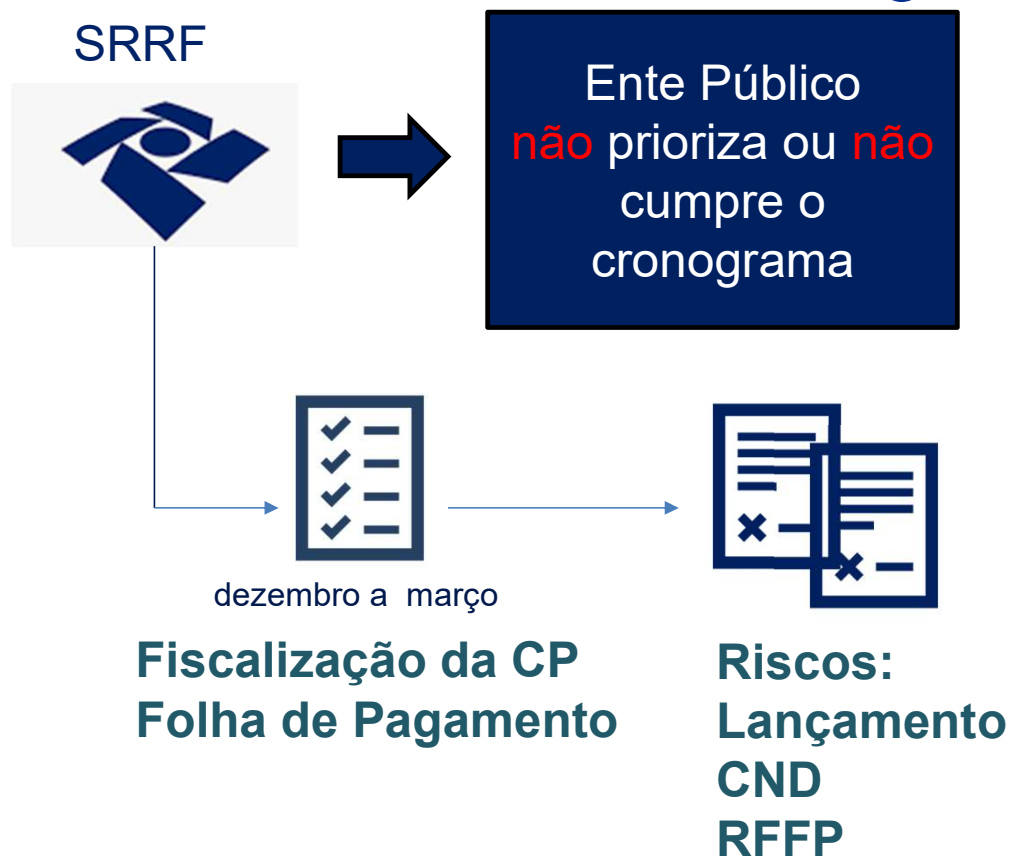 SRRF
Ente Público
não prioriza ou não
cumpre o
cronograma
dezembro a março
Fiscalização da CP
Folha de Pagamento
Riscos:
Lançamento
CND
RFFP